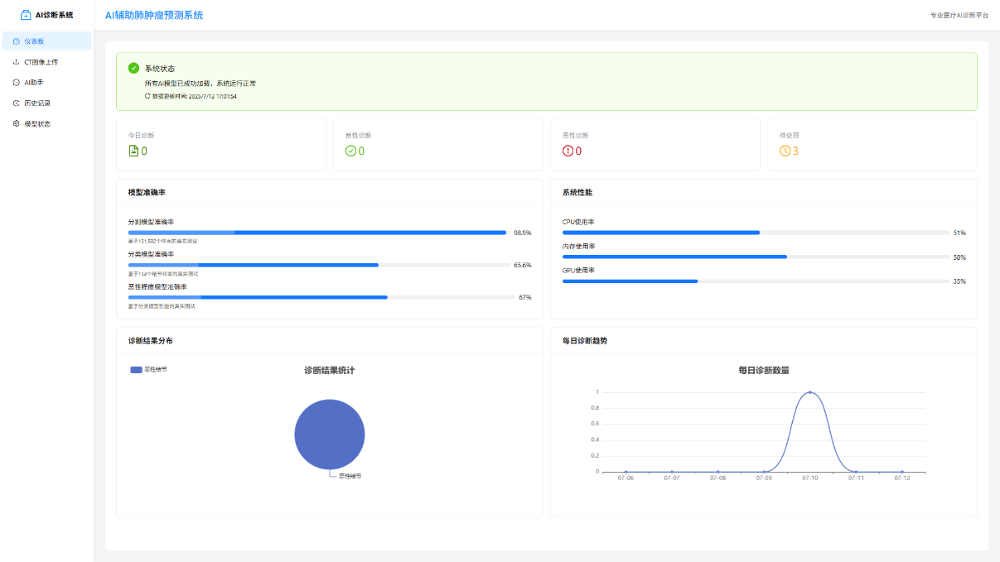 AI诊断系统
AI辅助肺肿瘤预测系统
专业医疗AI诊断平台
仪表板
CT图像上传
AI助手
历史记录
模型状态
系统状态
所有AI模型已成功加载，系统运行正常
数据更新时间: 2025/7/12 17:01:54
今日诊断
0
良性诊断
0
恶性诊断
0
待处理
3
模型准确率
分割模型准确率
98.9%
基于131,502个样本的真实测试
分类模型准确率
65.6%
基于154个结节样本的真实测试
恶性程度模型准确率
67%
基于分类模型性能的真实测试
系统性能
CPU使用率
51%
内存使用率
58%
GPU使用率
35%
诊断结果分布
恶性结节
诊断结果统计
恶性结节
每日诊断趋势
每日诊断数量
1
0.8
0.6
0.4
0.2
0
07-06 07-07 07-08 07-09 07-10 07-11 07-12